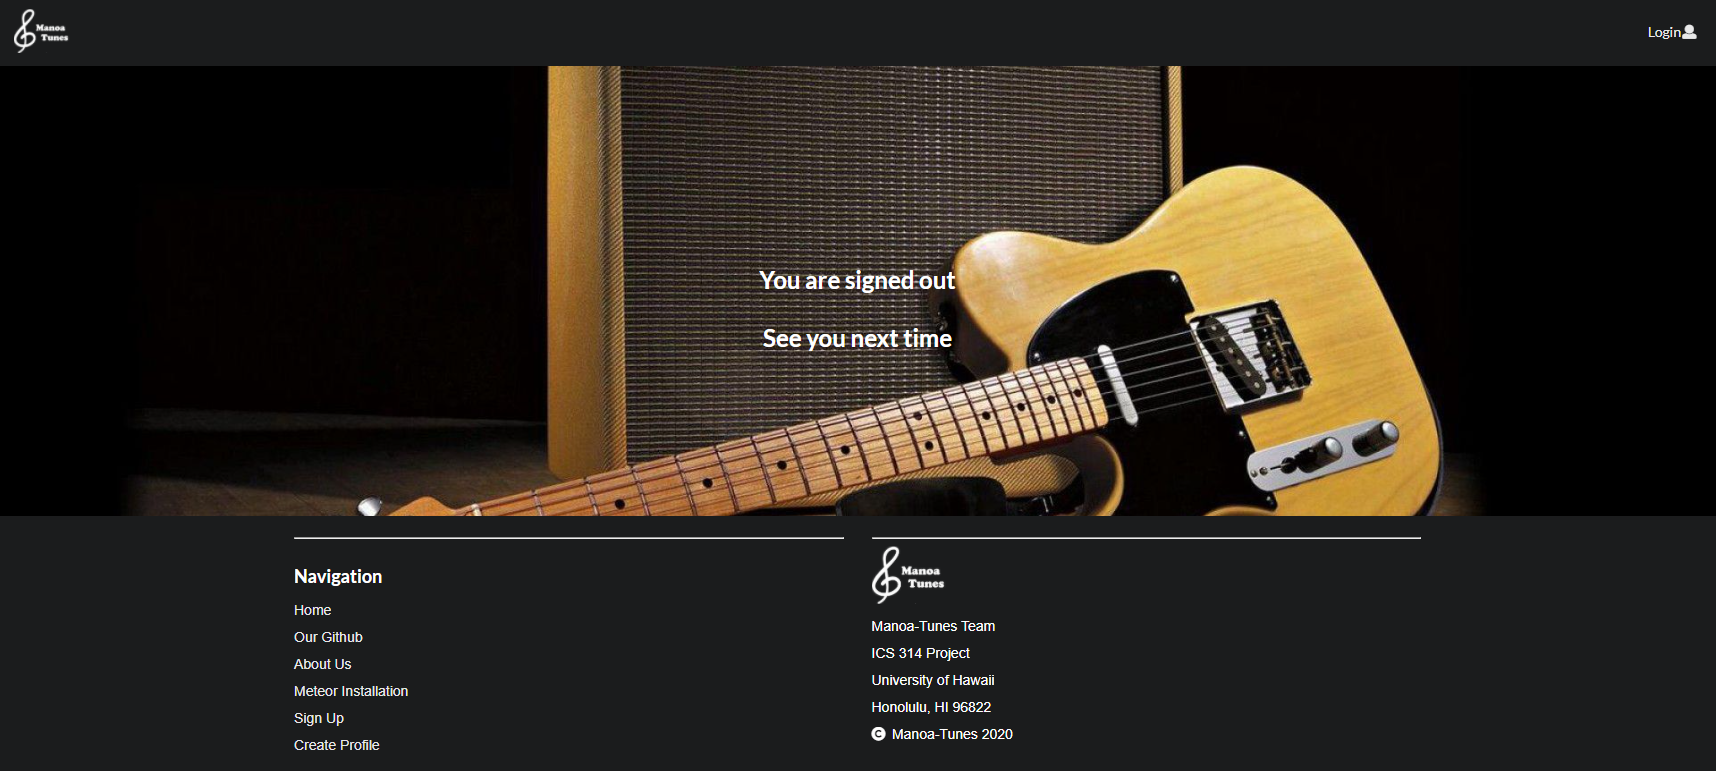 Manoa
Tunes
Login
You are signed out
See you next time
Navigation
Home
Our Github
About Us
Meteor Installation
Sign Up
Create Profile
Manoa
Tunes
Manoa-Tunes Team
ICS 314 Project
University of Hawaii
Honolulu, HI 96822
© Manoa-Tunes 2020